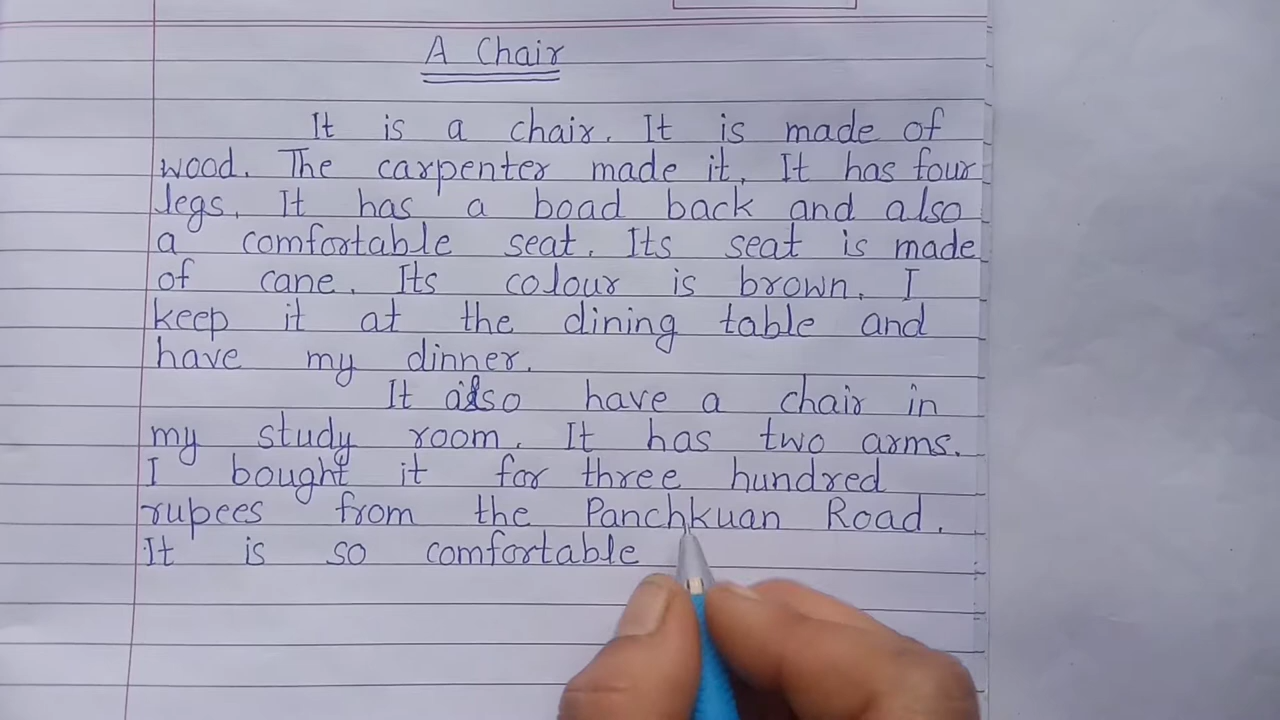 A Chair
It is a chair. It is made of
wood. The carpenter made it. It has four
legs. It has a boad back and also
a comfortable seat. Its seat is made
of cane. Its colour is brown. I
keep it at the dining table and
have my dinner.
It also have a chair in
my study room. It has two arms.
I bought it for three hundred
rupees from the Panchkuan Road.
It is so comfortable